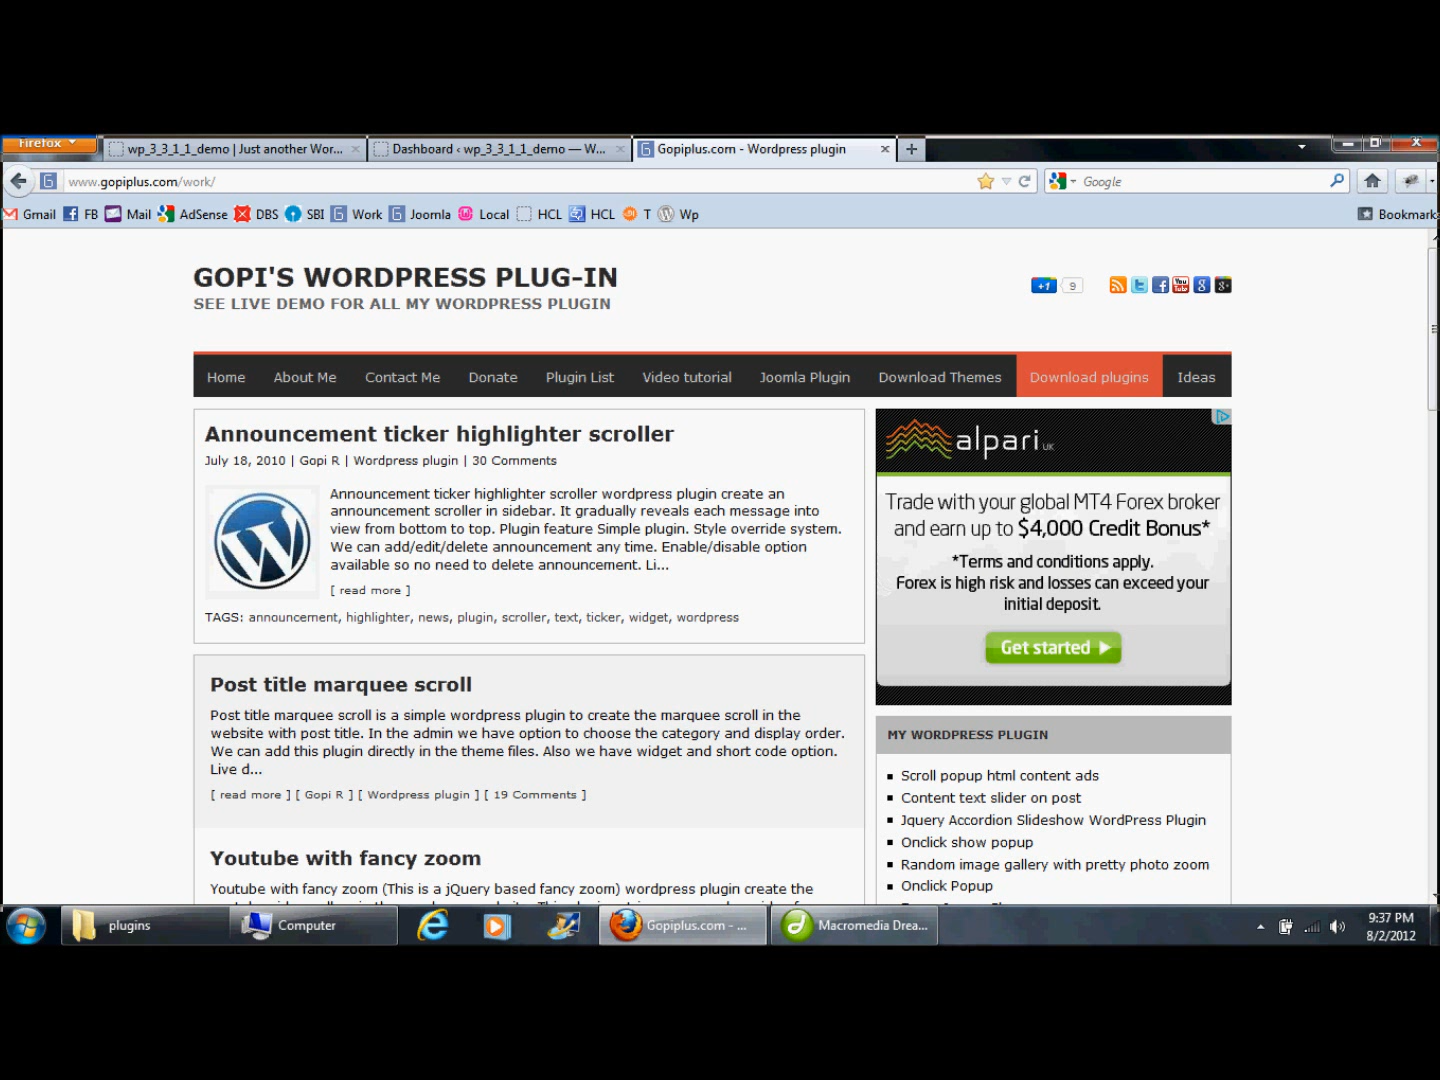 Firefox
wp_3_3_1_1_demo | Just another Wor...
Dashboard ‹ wp_3_3_1_1_demo — W...
Gopiplus.com - Wordpress plugin
www.gopiplus.com/work/
Google
Gmail FB Mail AdSense DBS SBI Work Joomla Local HCL HCL T Wp
Bookmark
GOPI'S WORDPRESS PLUG-IN
SEE LIVE DEMO FOR ALL MY WORDPRESS PLUGIN
+1 9
Home About Me Contact Me Donate Plugin List Video tutorial Joomla Plugin Download Themes Download plugins Ideas
Announcement ticker highlighter scroller
July 18, 2010 | Gopi R | Wordpress plugin | 30 Comments
Announcement ticker highlighter scroller wordpress plugin create an
announcement scroller in sidebar. It gradually reveals each message into
view from bottom to top. Plugin feature Simple plugin. Style override system.
We can add/edit/delete announcement any time. Enable/disable option
available so no need to delete announcement. Li...
[ read more ]
TAGS: announcement, highlighter, news, plugin, scroller, text, ticker, widget, wordpress
Post title marquee scroll
Post title marquee scroll is a simple wordpress plugin to create the marquee scroll in the
website with post title. In the admin we have option to choose the category and display order.
We can add this plugin directly in the theme files. Also we have widget and short code option.
Live d...
[ read more ] [ Gopi R ] [ Wordpress plugin ] [ 19 Comments ]
Youtube with fancy zoom
Youtube with fancy zoom (This is a jQuery based fancy zoom) wordpress plugin create the
alpari UK
Trade with your global MT4 Forex broker
and earn up to $4,000 Credit Bonus*
*Terms and conditions apply.
Forex is high risk and losses can exceed your
initial deposit.
Get started
MY WORDPRESS PLUGIN
Scroll popup html content ads
Content text slider on post
Jquery Accordion Slideshow WordPress Plugin
Onclick show popup
Random image gallery with pretty photo zoom
Onclick Popup
plugins
Computer
Gopiplus.com - ...
Macromedia Drea...
9:37 PM
8/2/2012